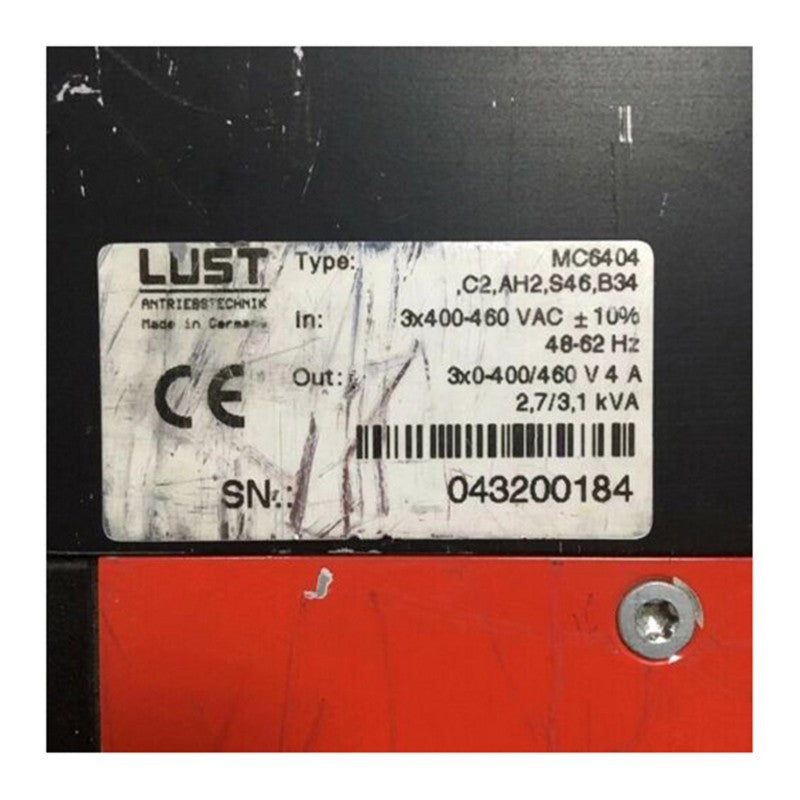 LUST
ANTRIEBSTECHNIK
Made in Germany
CE
Type: MC6404
,C2,AH2,S46,B34
In: 3x400-460 VAC ±10%
48-62 Hz
Out: 3x0-400/460 V 4 A
2,7/3,1 kVA
SN.: 043200184